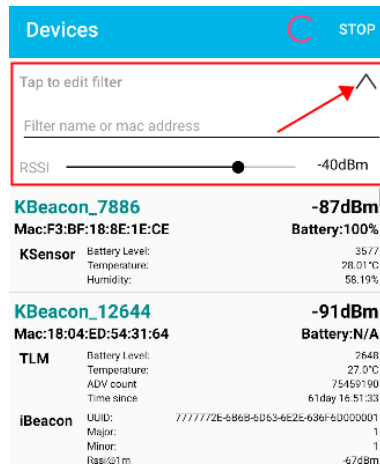 Devices STOP
Tap to edit filter
Filter name or mac address
RSSI -40dBm
KBeacon_7886 -87dBm
Mac:F3:BF:18:8E:1E:CE Battery:100%
KSensor Battery Level: 3577
Temperature: 28.01°C
Humidity: 58.19%
KBeacon_12644 -91dBm
Mac:18:04:ED:54:31:64 Battery:N/A
TLM Battery Level: 2648
Temperature: 27.0°C
ADV count 75459190
Time since 61day 16:51:33
iBeacon UUID: 7777772E-6B6B-6D63-6E2E-636F6D000001
Major: 1
Minor: 1
Rssi@1m -67dBm